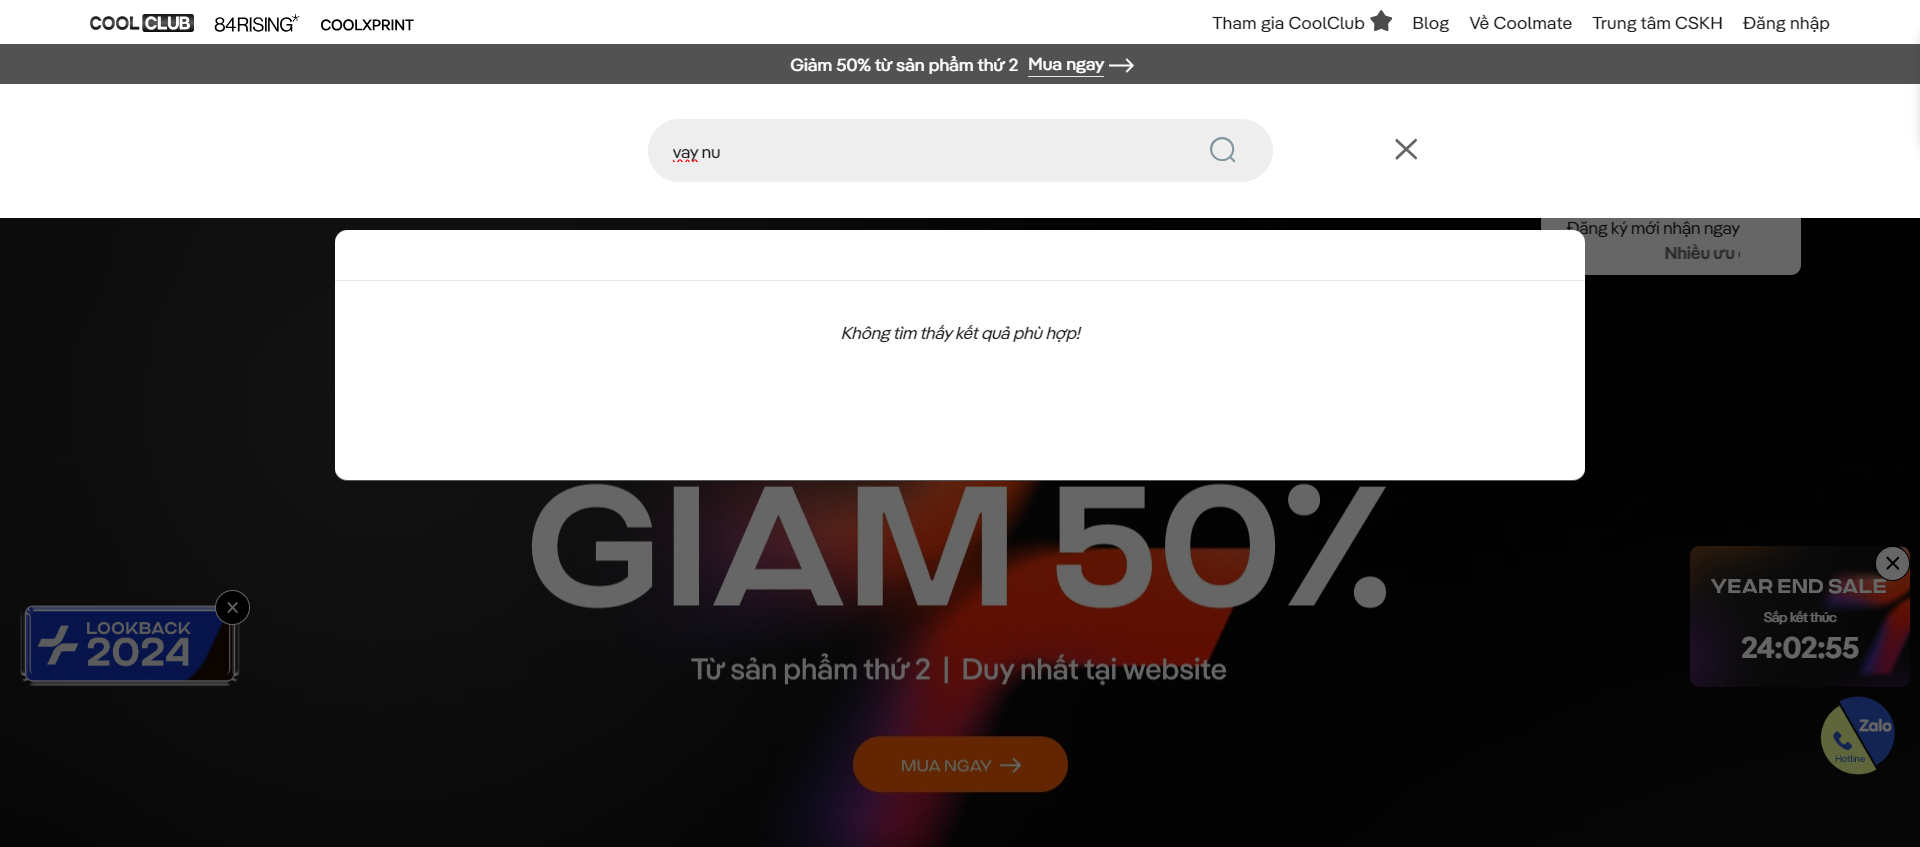 COOL CLUB 84RISING* COOLXPRINT Tham gia CoolClub Blog Về Coolmate Trung tâm CSKH Đăng nhập
Giảm 50% từ sản phẩm thứ 2 Mua ngay
vay nu
Đăng ký mới nhận ngay
Nhiều ưu
Không tìm thấy kết quả phù hợp!
GIẢM 50%
YEAR END SALE
Sắp kết thúc
24:02:55
LOOKBACK
2024
Từ sản phẩm thứ 2 | Duy nhất tại website
MUA NGAY
Zalo
Hotline